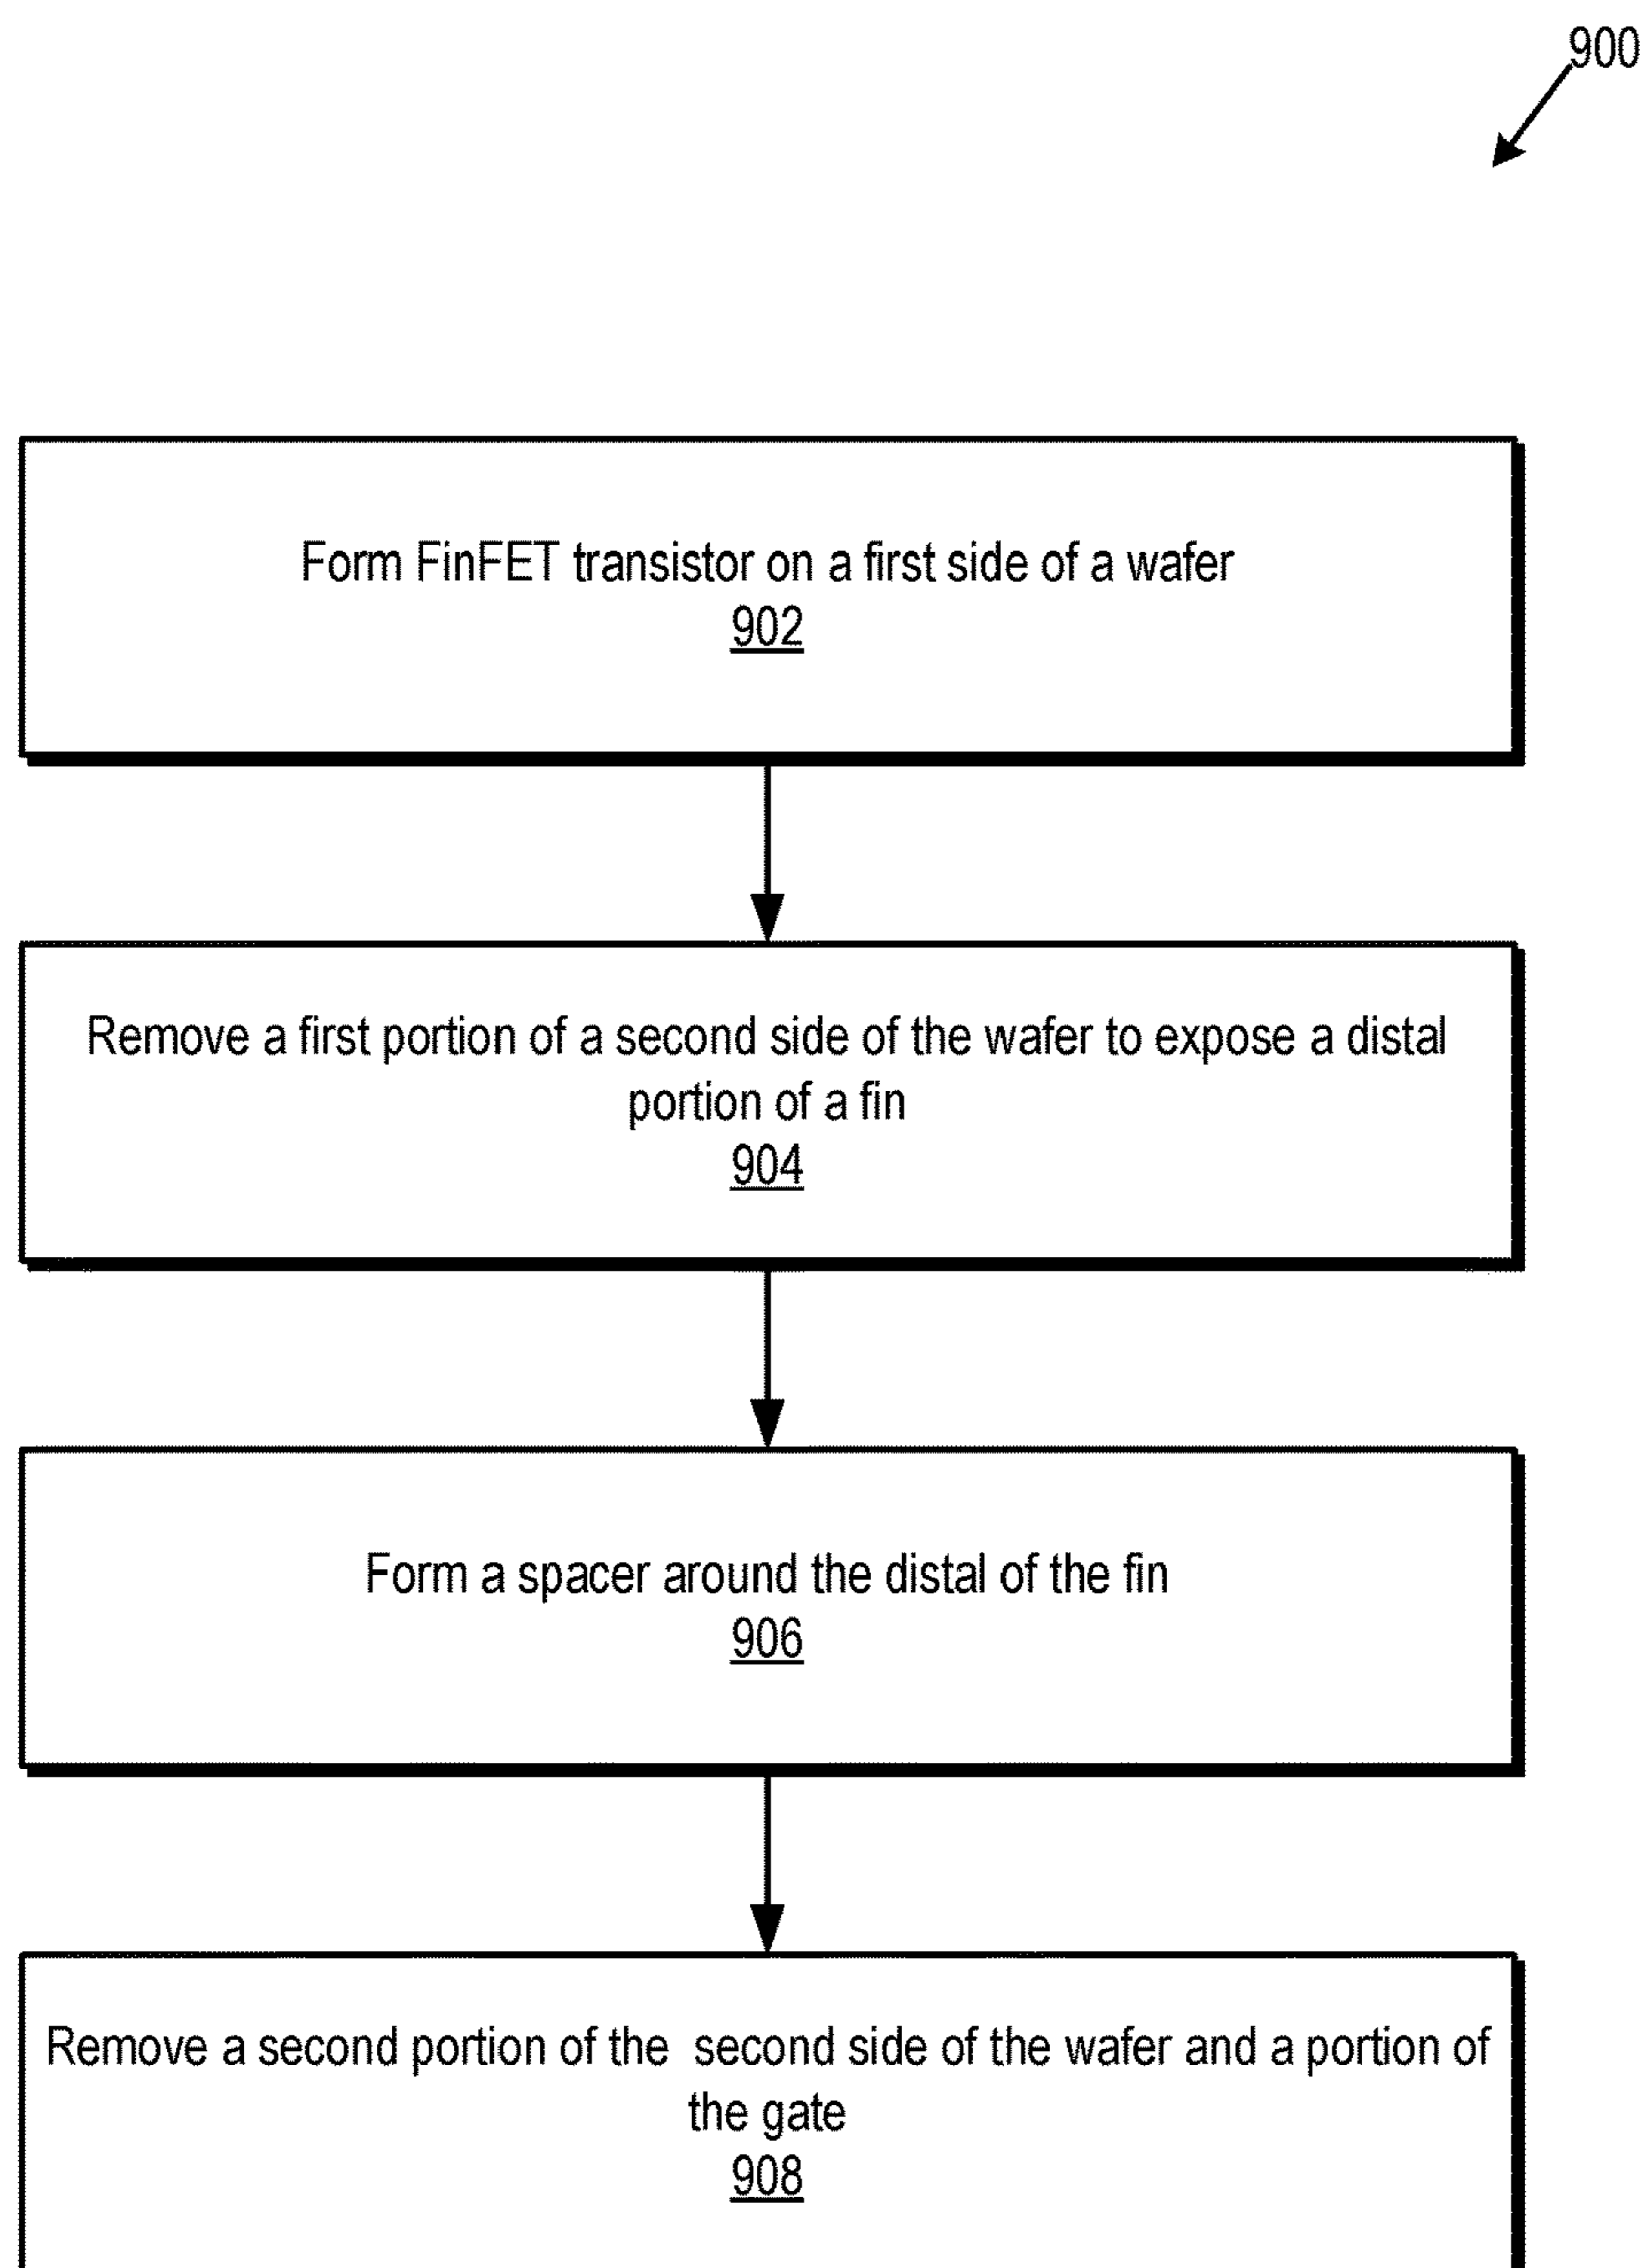 900
Form FinFET transistor on a first side of a wafer
902
Remove a first portion of a second side of the wafer to expose a distal
portion of a fin
904
Form a spacer around the distal of the fin
906
Remove a second portion of the  second side of the wafer and a portion of
the gate
908